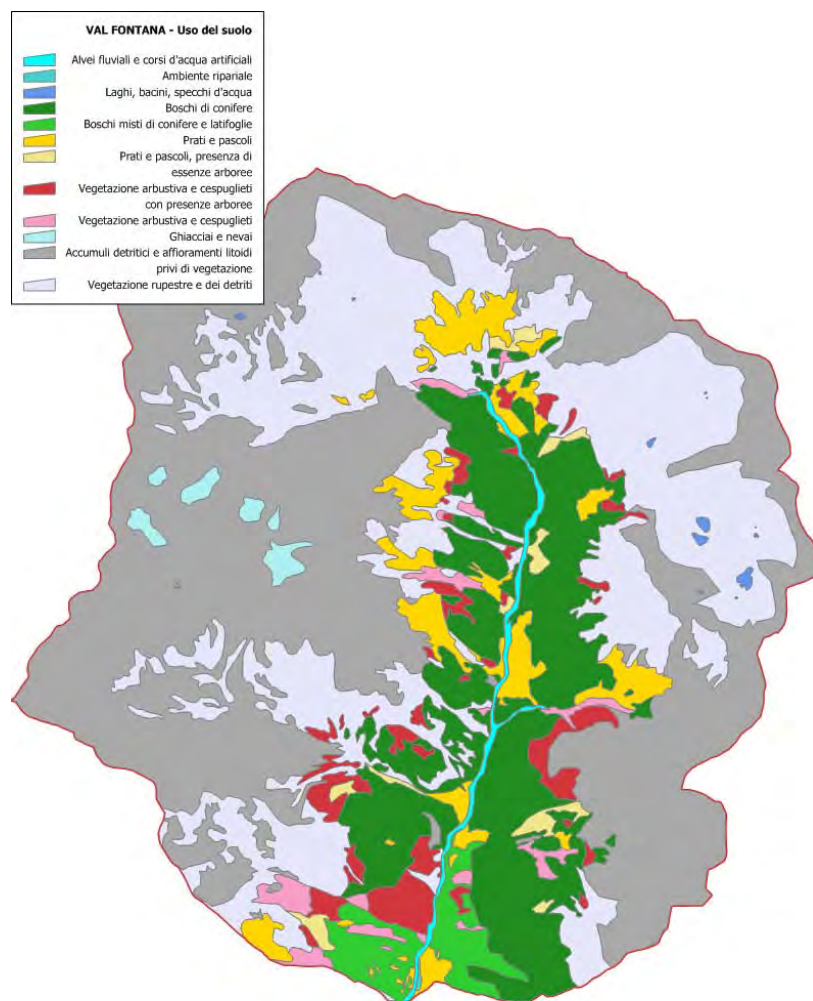 VAL FONTANA - Uso del suolo
Alvei fluviali e corsi d'acqua artificiali
Ambiente ripariale
Laghi, bacini, specchi d'acqua
Boschi di conifere
Boschi misti di conifere e latifoglie
Prati e pascoli
Prati e pascoli, presenza di
essenze arboree
Vegetazione arbustiva e cespuglieti
con presenze arboree
Vegetazione arbustiva e cespuglieti
Ghiacciai e nevai
Accumuli detritici e affioramenti litoidi
privi di vegetazione
Vegetazione rupestre e dei detriti